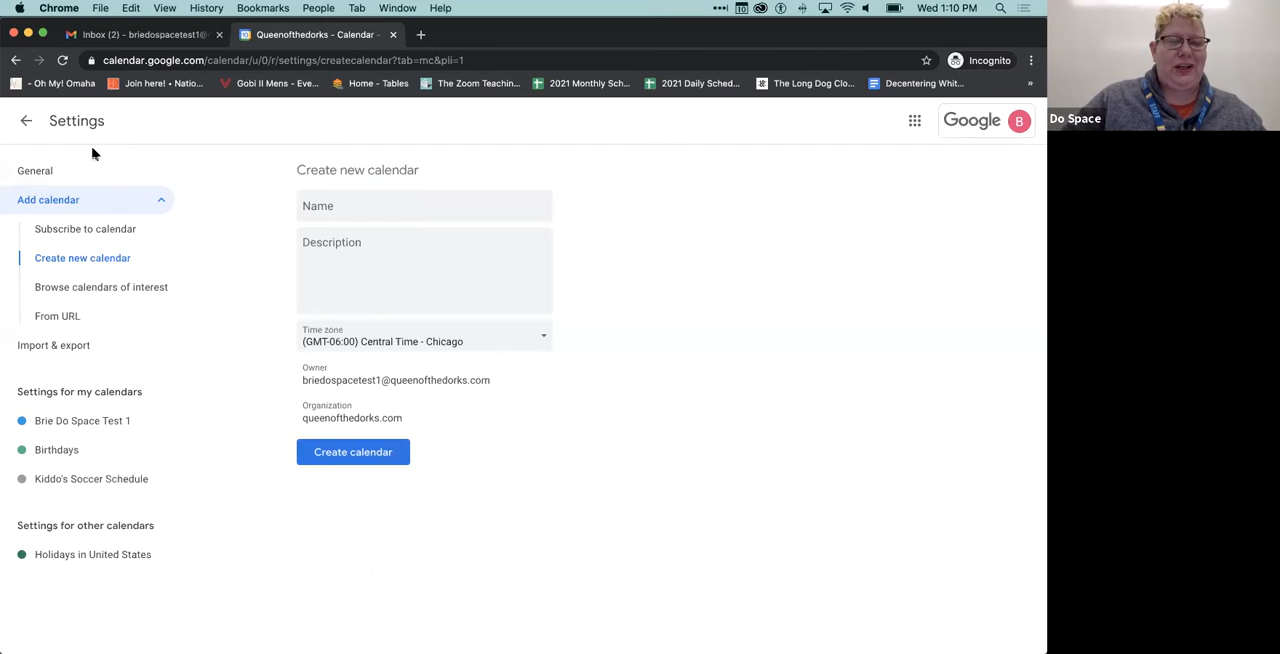 Chrome File Edit View History Bookmarks People Tab Window Help Wed 1:10 PM
Inbox (2) - briedospacetest1@ Queenofthedorks - Calendar -
calendar.google.com/calendar/u/0/r/settings/createcalendar?tab=mc&pli=1 Incognito
- Oh My! Omaha Join here! • Natio... Gobi II Mens - Eve... Home - Tables The Zoom Teachin... 2021 Monthly Sch... 2021 Daily Sched... The Long Dog Clo... Decentering Whit... »
Settings Google B
Do Space
STAFF
General
Add calendar
Subscribe to calendar
Create new calendar
Browse calendars of interest
From URL
Import & export
Settings for my calendars
Brie Do Space Test 1
Birthdays
Kiddo's Soccer Schedule
Settings for other calendars
Holidays in United States
Create new calendar
Name
Description
Time zone
(GMT-06:00) Central Time - Chicago
Owner
briedospacetest1@queenofthedorks.com
Organization
queenofthedorks.com
Create calendar